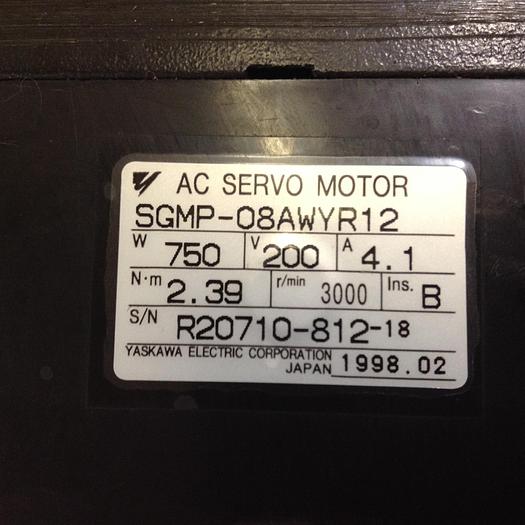 AC SERVO MOTOR
SGMP-08AWYR12
W 750 V 200 A 4.1
N·m 2.39 r/min 3000 Ins. B
S/N R20710-812-18
YASKAWA ELECTRIC CORPORATION
JAPAN 1998.02